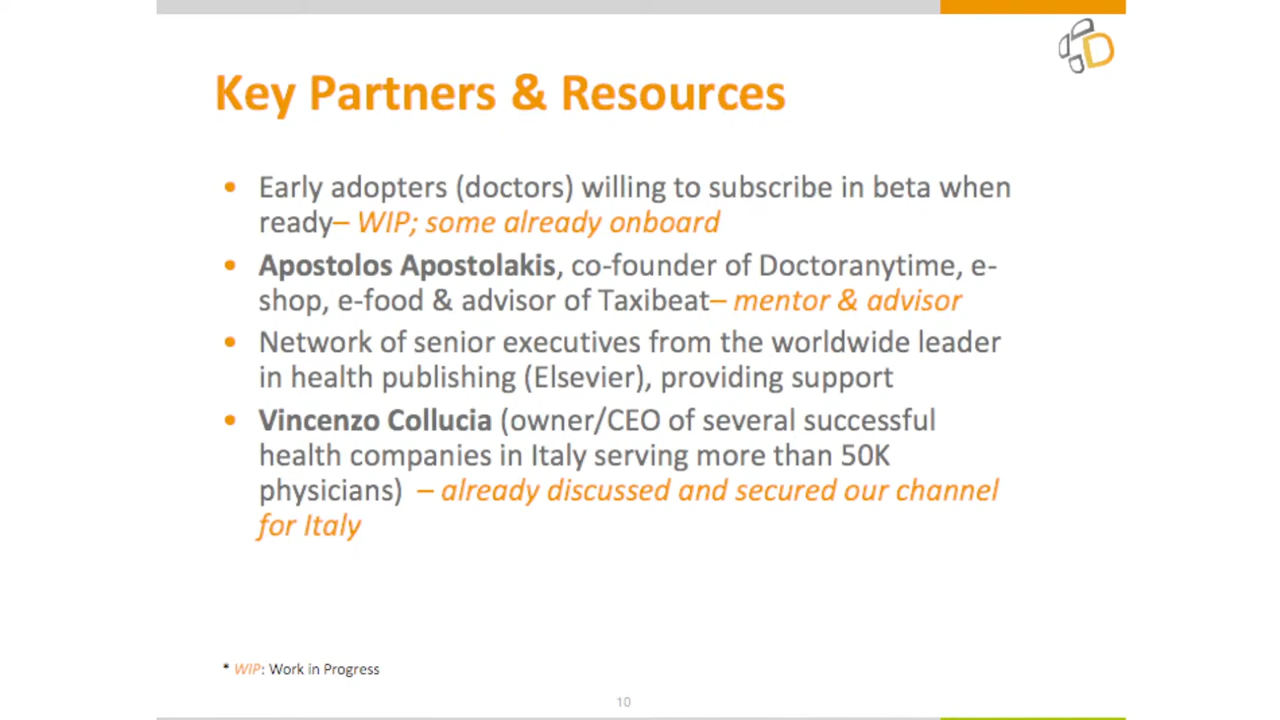 D
Key Partners & Resources
• Early adopters (doctors) willing to subscribe in beta when
ready– WIP; some already onboard
• Apostolos Apostolakis, co-founder of Doctoranytime, e-
shop, e-food & advisor of Taxibeat– mentor & advisor
• Network of senior executives from the worldwide leader
in health publishing (Elsevier), providing support
• Vincenzo Collucia (owner/CEO of several successful
health companies in Italy serving more than 50K
physicians) – already discussed and secured our channel
for Italy
* WIP: Work in Progress
10